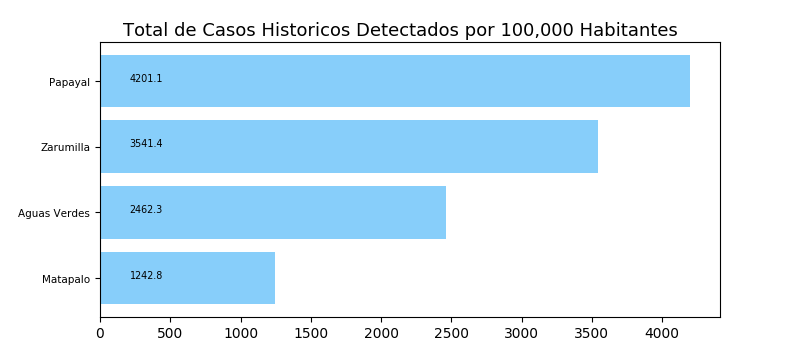 Total de Casos Historicos Detectados por 100,000 Habitantes
Papayal 4201.1
Zarumilla 3541.4
Aguas Verdes 2462.3
Matapalo 1242.8
0 500 1000 1500 2000 2500 3000 3500 4000